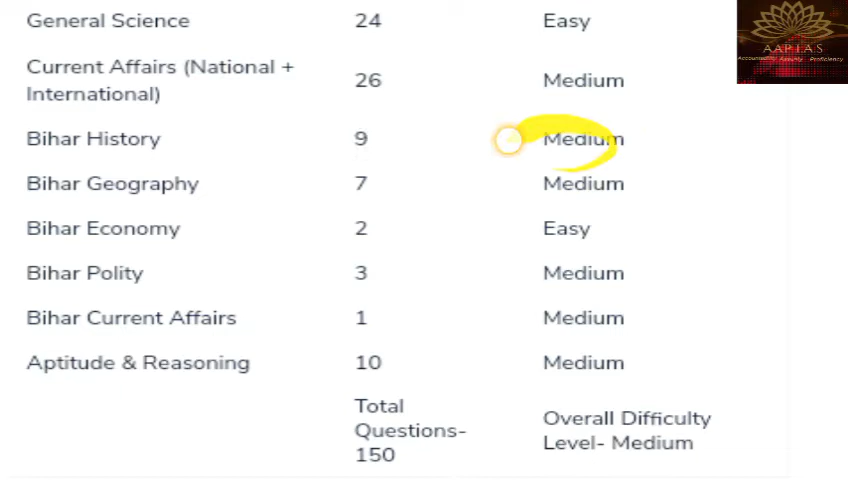 General Science 24 Easy
Current Affairs (National +
International) 26 Medium
Bihar History 9 Medium
Bihar Geography 7 Medium
Bihar Economy 2 Easy
Bihar Polity 3 Medium
Bihar Current Affairs 1 Medium
Aptitude & Reasoning 10 Medium
Total
Questions-
150
Overall Difficulty
Level- Medium
A A P I.A.S
Proficiency